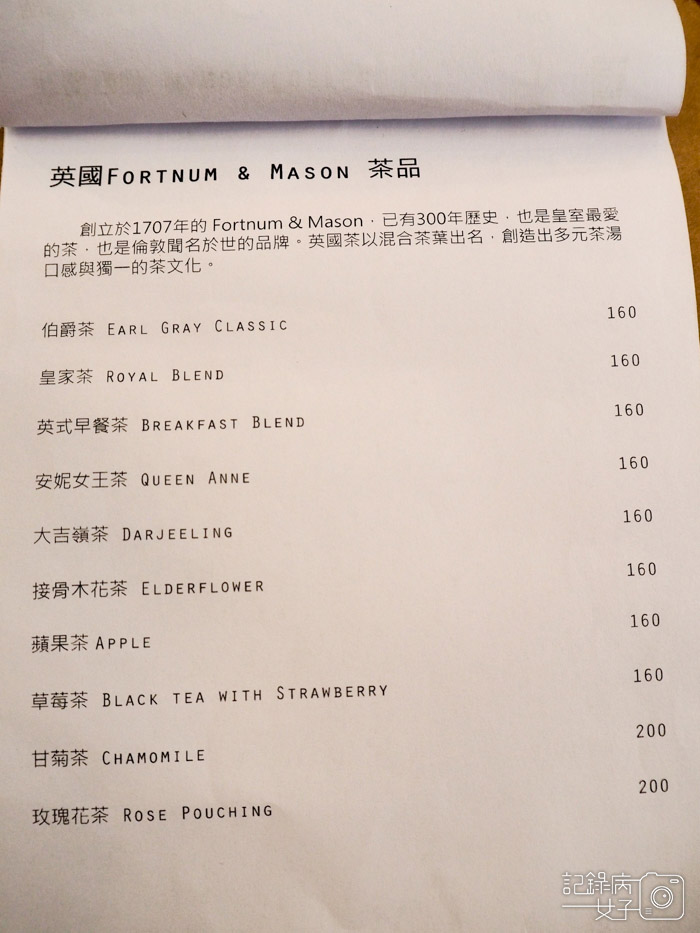 英國FORTNUM & MASON 茶品
創立於1707年的 Fortnum & Mason，已有300年歷史，也是皇室最愛
的茶，也是倫敦聞名於世的品牌。英國茶以混合茶葉出名，創造出多元茶湯
口感與獨一的茶文化。
伯爵茶 EARL GRAY CLASSIC 160
皇家茶 ROYAL BLEND 160
英式早餐茶 BREAKFAST BLEND 160
安妮女王茶 QUEEN ANNE 160
大吉嶺茶 DARJEELING 160
接骨木花茶 ELDERFLOWER 160
蘋果茶 APPLE 160
草莓茶 BLACK TEA WITH STRAWBERRY 160
甘菊茶 CHAMOMILE 200
玫瑰花茶 ROSE POUCHING 200
記錄病
女子